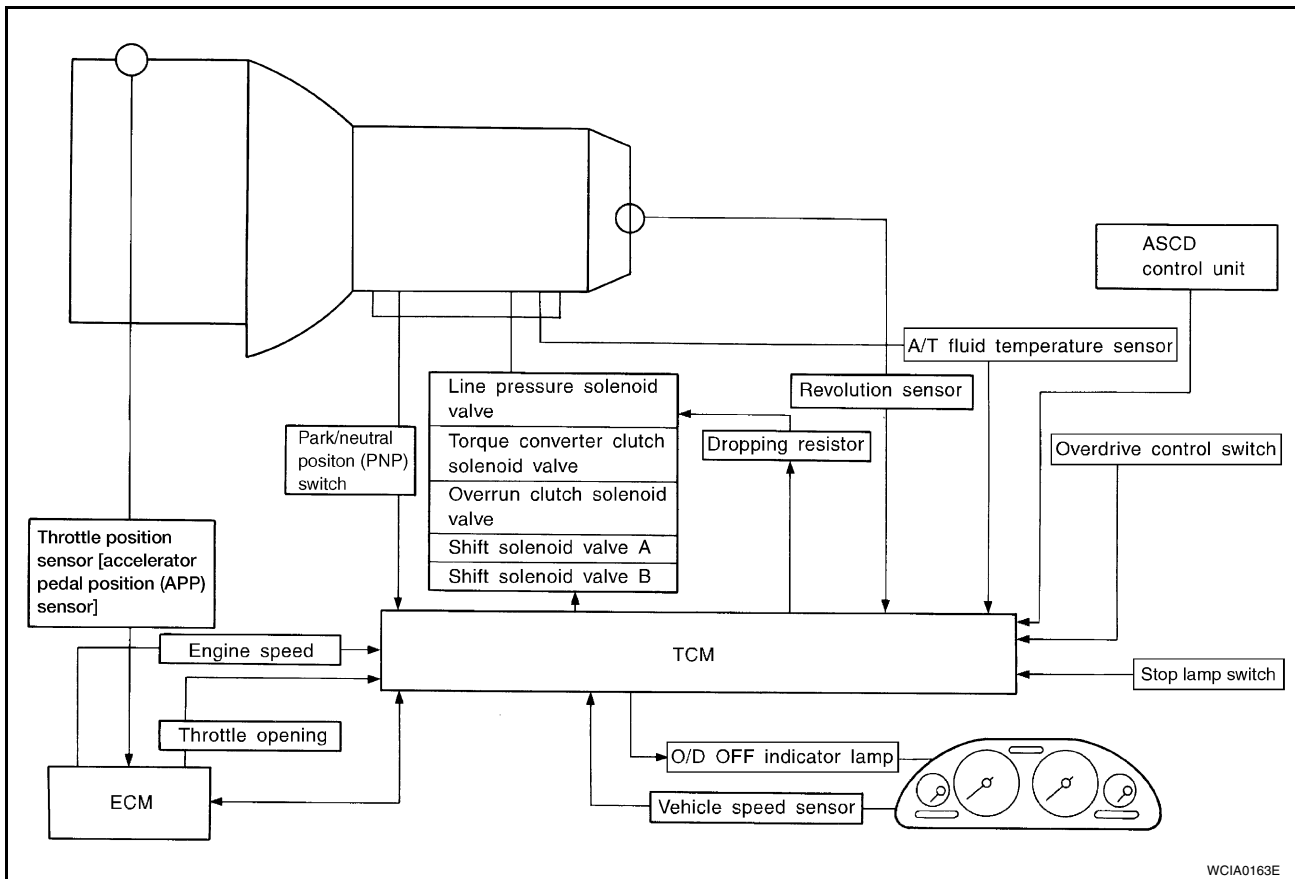 ASCD
control unit
A/T fluid temperature sensor
Line pressure solenoid
valve
Revolution sensor
Park/neutral
positon (PNP)
switch
Torque converter clutch
solenoid valve
Dropping resistor
Overdrive control switch
Overrun clutch solenoid
valve
Throttle position
sensor [accelerator
pedal position (APP)
sensor]
Shift solenoid valve A
Shift solenoid valve B
Engine speed
TCM
Stop lamp switch
Throttle opening
O/D OFF indicator lamp
ECM
Vehicle speed sensor
WCIA0163E